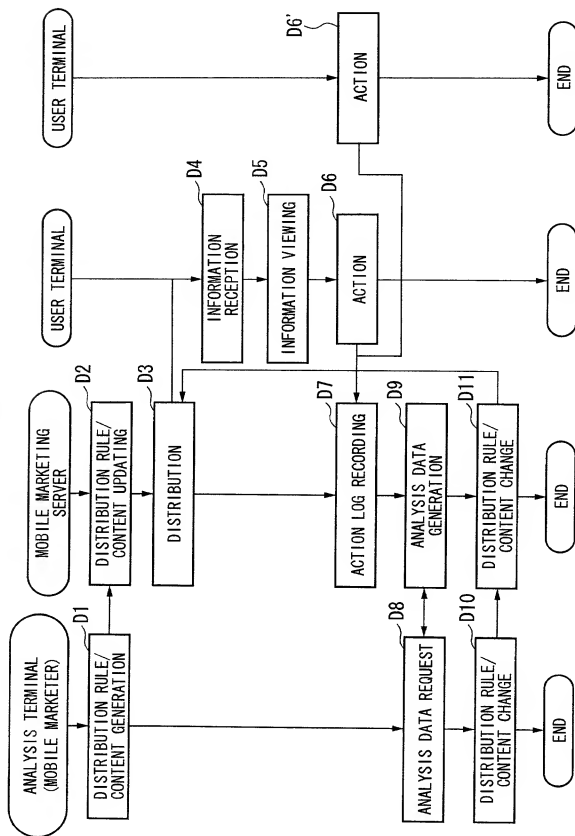 ANALYSIS TERMINAL
(MOBILE MARKETER)
D1
DISTRIBUTION RULE/
CONTENT GENERATION
D8
ANALYSIS DATA REQUEST
D10
DISTRIBUTION RULE/
CONTENT CHANGE
END
MOBILE MARKETING
SERVER
D2
DISTRIBUTION RULE/
CONTENT UPDATING
D3
DISTRIBUTION
D7
ACTION LOG RECORDING
D9
ANALYSIS DATA
GENERATION
D11
DISTRIBUTION RULE/
CONTENT CHANGE
END
USER TERMINAL
D4
INFORMATION
RECEPTION
D5
INFORMATION VIEWING
D6
ACTION
END
USER TERMINAL
D6'
ACTION
END